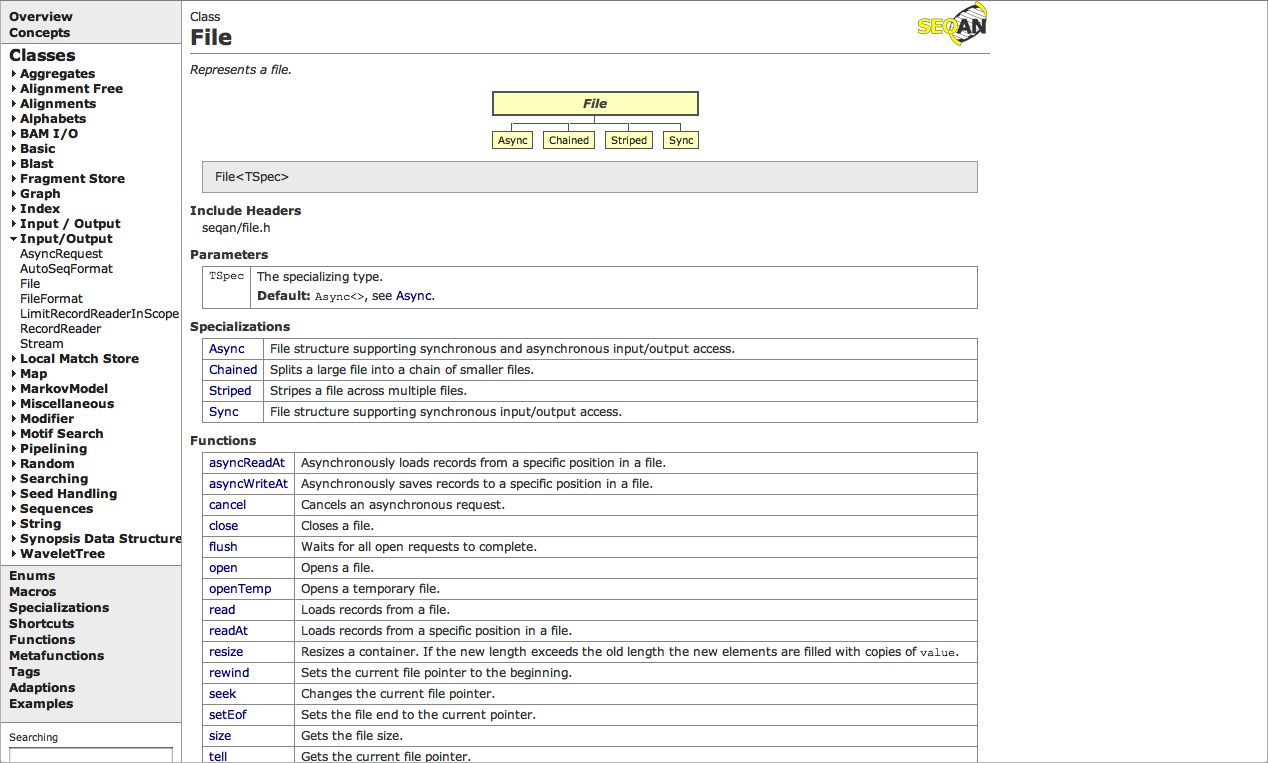 Overview
Concepts
Classes
Aggregates
Alignment Free
Alignments
Alphabets
BAM I/O
Basic
Blast
Fragment Store
Graph
Index
Input / Output
Input/Output
AsyncRequest
AutoSeqFormat
File
FileFormat
LimitRecordReaderInScope
RecordReader
Stream
Local Match Store
Map
MarkovModel
Miscellaneous
Modifier
Motif Search
Pipelining
Random
Searching
Seed Handling
Sequences
String
Synopsis Data Structure
WaveletTree
Enums
Macros
Specializations
Shortcuts
Functions
Metafunctions
Tags
Adaptions
Examples
Searching
Class
File
SEQAN
Represents a file.
File
Async Chained Striped Sync
File<TSpec>
Include Headers
seqan/file.h
Parameters
TSpec The specializing type.
Default: Async<>, see Async.
Specializations
Async File structure supporting synchronous and asynchronous input/output access.
Chained Splits a large file into a chain of smaller files.
Striped Stripes a file across multiple files.
Sync File structure supporting synchronous input/output access.
Functions
asyncReadAt Asynchronously loads records from a specific position in a file.
asyncWriteAt Asynchronously saves records to a specific position in a file.
cancel Cancels an asynchronous request.
close Closes a file.
flush Waits for all open requests to complete.
open Opens a file.
openTemp Opens a temporary file.
read Loads records from a file.
readAt Loads records from a specific position in a file.
resize Resizes a container. If the new length exceeds the old length the new elements are filled with copies of value.
rewind Sets the current file pointer to the beginning.
seek Changes the current file pointer.
setEof Sets the file end to the current pointer.
size Gets the file size.
tell Gets the current file pointer.